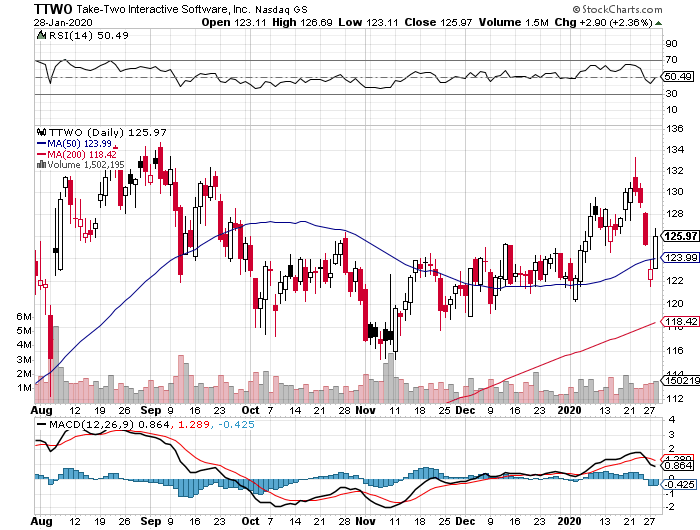 TTWO Take-Two Interactive Software, Inc. Nasdaq GS © StockCharts.com
28-Jan-2020 Open 123.11 High 126.69 Low 123.11 Close 125.97 Volume 1.5M Chg +2.90 (+2.36%)
RSI(14) 50.49
90
70
50.49
30
10
TTWO (Daily) 125.97
MA(50) 123.99
MA(200) 118.42
Volume 1,502,195
136
134
132
130
128
125.97
123.99
122
120
118.42
116
114
112
6M
5M
4M
3M
2M
1M
150219
Aug 12 19 26 Sep 9 16 23 Oct 7 14 21 28 Nov 11 18 25 Dec 9 16 23 2020 13 21 27
MACD(12,26,9) 0.864, 1.289, -0.425
4
3
2
1.289
0.864
-0.425
-1
-2
Aug 12 19 26 Sep 9 16 23 Oct 7 14 21 28 Nov 11 18 25 Dec 9 16 23 2020 13 21 27